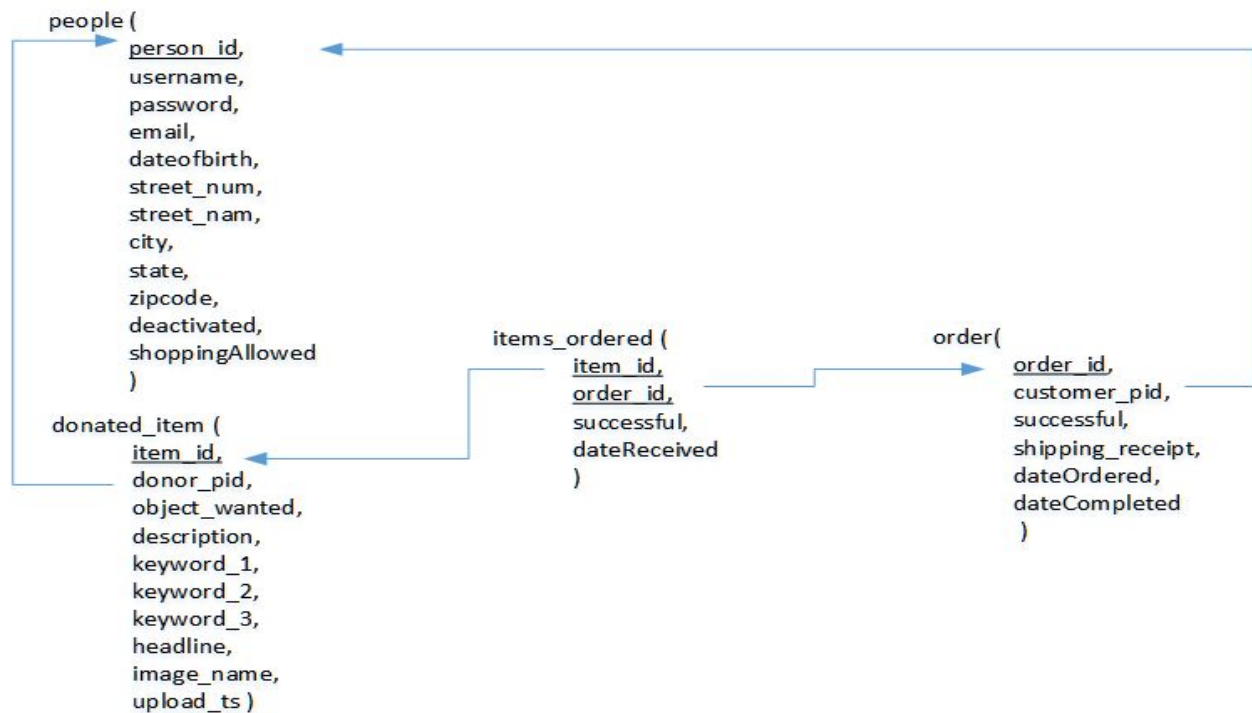 people (
person_id,
username,
password,
email,
dateofbirth,
street_num,
street_nam,
city,
state,
zipcode,
deactivated,
shoppingAllowed
)
donated_item (
item_id,
donor_pid,
object_wanted,
description,
keyword_1,
keyword_2,
keyword_3,
headline,
image_name,
upload_ts )
items_ordered (
item_id,
order_id,
successful,
dateReceived
)
order(
order_id,
customer_pid,
successful,
shipping_receipt,
dateOrdered,
dateCompleted
)